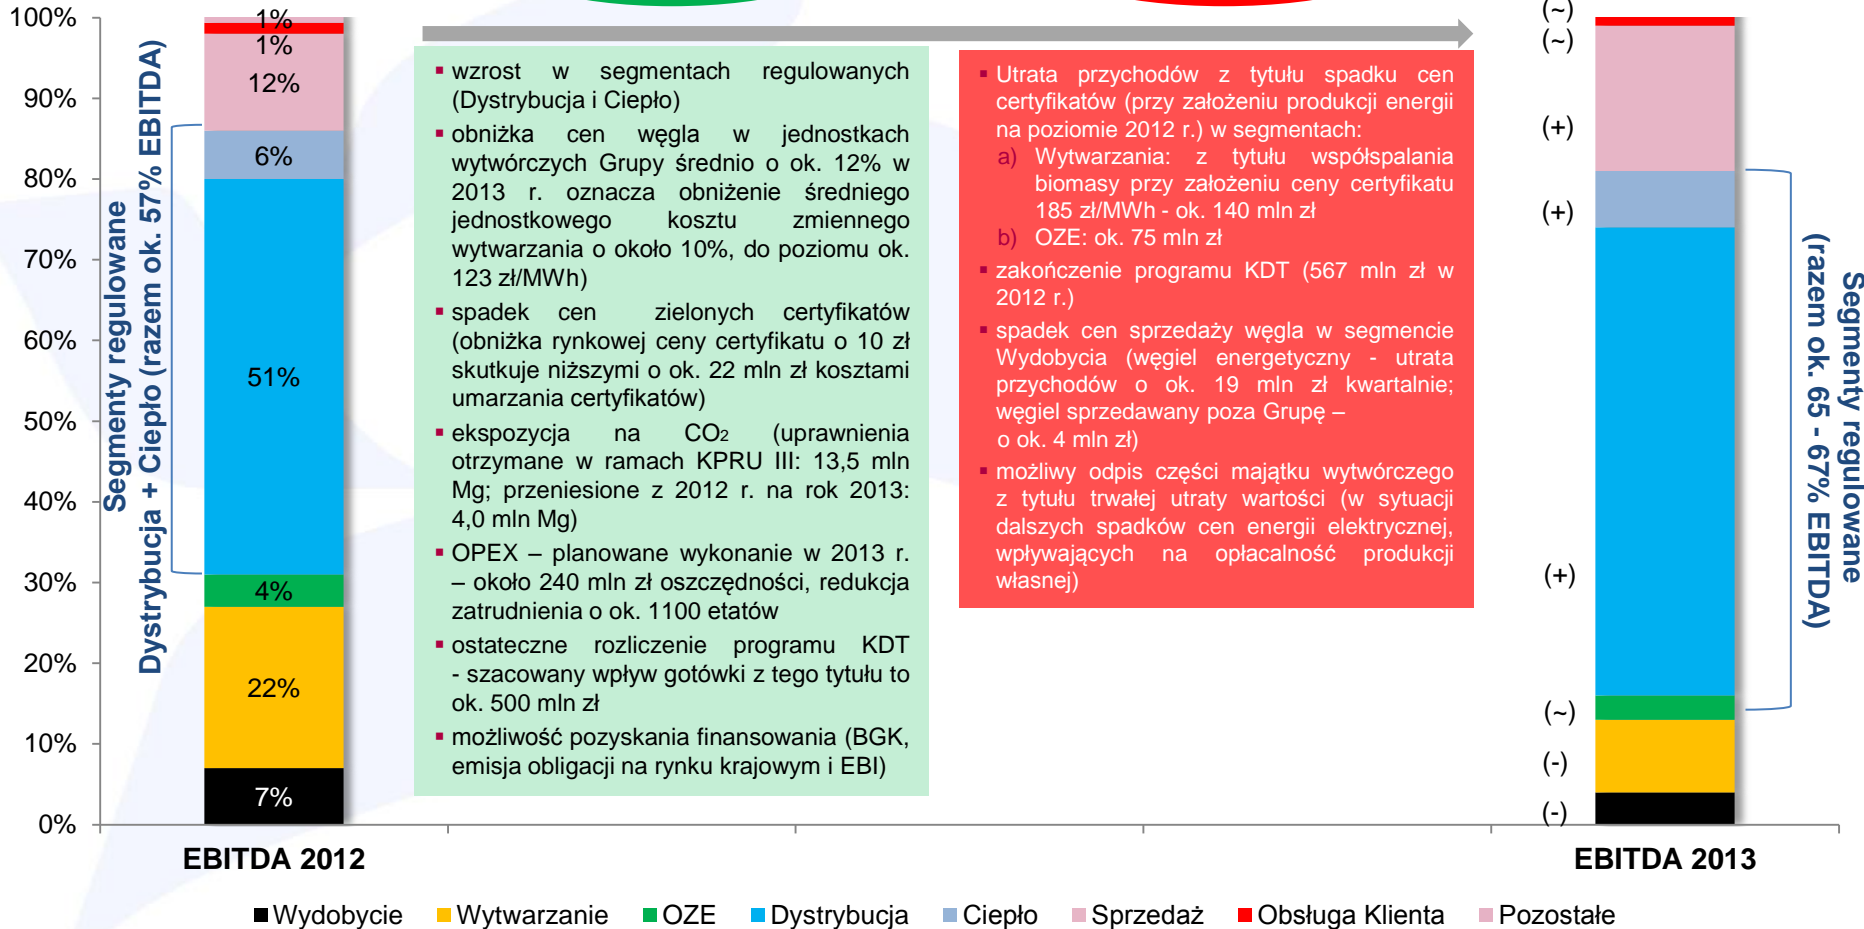 100%
90%
80%
70%
60%
50%
40%
30%
20%
10%
0%
Segmenty regulowane
Dystrybucja + Ciepło (razem ok. 57% EBITDA)
1%
1%
12%
6%
51%
4%
22%
7%
EBITDA 2012
▪ wzrost w segmentach regulowanych
(Dystrybucja i Ciepło)
▪ obniżka cen węgla w jednostkach
wytwórczych Grupy średnio o ok. 12% w
2013 r. oznacza obniżenie średniego
jednostkowego kosztu zmiennego
wytwarzania o około 10%, do poziomu ok.
123 zł/MWh)
▪ spadek cen zielonych certyfikatów
(obniżka rynkowej ceny certyfikatu o 10 zł
skutkuje niższymi o ok. 22 mln zł kosztami
umarzania certyfikatów)
▪ ekspozycja na CO₂ (uprawnienia
otrzymane w ramach KPRU III: 13,5 mln
Mg; przeniesione z 2012 r. na rok 2013:
4,0 mln Mg)
▪ OPEX – planowane wykonanie w 2013 r.
– około 240 mln zł oszczędności, redukcja
zatrudnienia o ok. 1100 etatów
▪ ostateczne rozliczenie programu KDT
- szacowany wpływ gotówki z tego tytułu to
ok. 500 mln zł
▪ możliwość pozyskania finansowania (BGK,
emisja obligacji na rynku krajowym i EBI)
▪ Utrata przychodów z tytułu spadku cen
certyfikatów (przy założeniu produkcji energii
na poziomie 2012 r.) w segmentach:
a) Wytwarzania: z tytułu współspalania
biomasy przy założeniu ceny certyfikatu
185 zł/MWh - ok. 140 mln zł
b) OZE: ok. 75 mln zł
▪ zakończenie programu KDT (567 mln zł w
2012 r.)
▪ spadek cen sprzedaży węgla w segmencie
Wydobycia (węgiel energetyczny - utrata
przychodów o ok. 19 mln zł kwartalnie;
węgiel sprzedawany poza Grupę –
o ok. 4 mln zł)
▪ możliwy odpis części majątku wytwórczego
z tytułu trwałej utraty wartości (w sytuacji
dalszych spadków cen energii elektrycznej,
wpływających na opłacalność produkcji
własnej)
(~)
(~)
(+)
(+)
(+)
(~)
(-)
(-)
EBITDA 2013
Segmenty regulowane
(razem ok. 65 - 67% EBITDA)
Wydobycie Wytwarzanie OZE Dystrybucja Ciepło Sprzedaż Obsługa Klienta Pozostałe